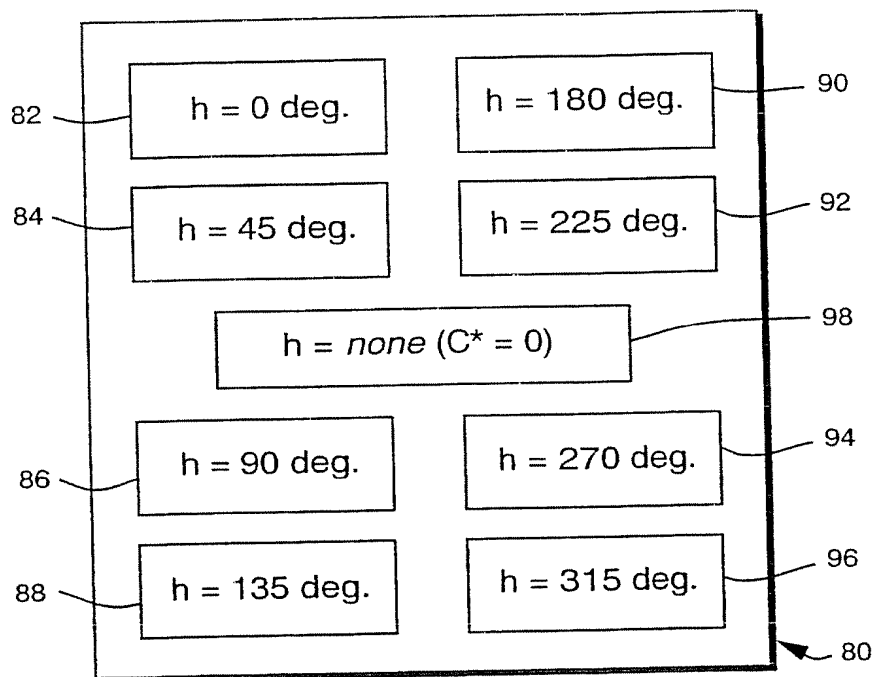 82
h = 0 deg.
h = 180 deg.
90
84
h = 45 deg.
h = 225 deg.
92
h = none (C* = 0)
98
86
h = 90 deg.
h = 270 deg.
94
88
h = 135 deg.
h = 315 deg.
96
80